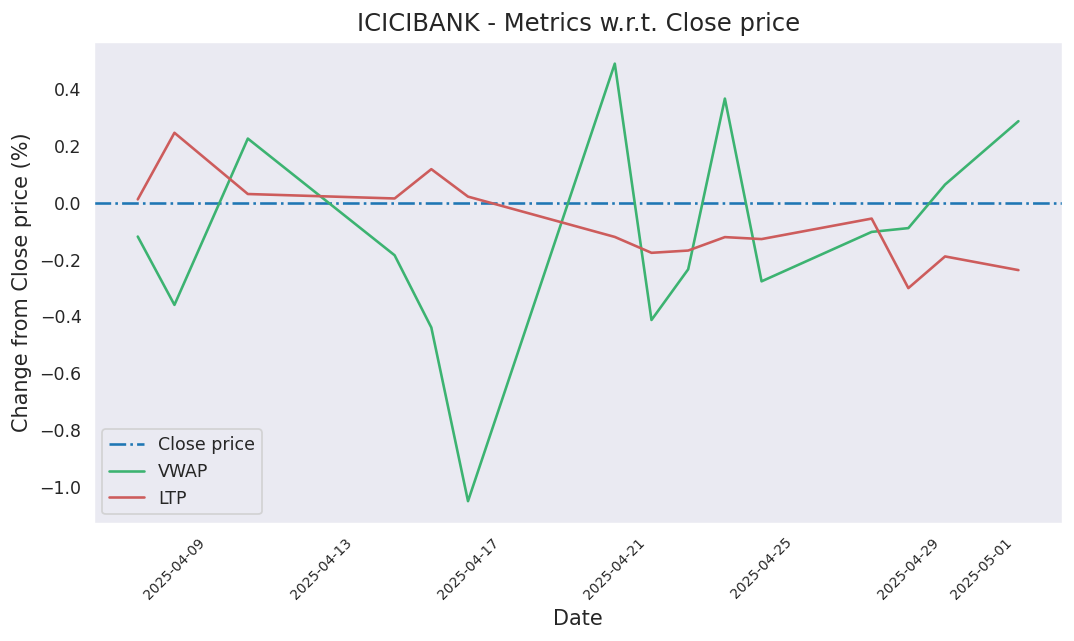 ICICIBANK - Metrics w.r.t. Close price
Change from Close price (%)
0.4
0.2
0.0
−0.2
−0.4
−0.6
−0.8
−1.0
Close price
VWAP
LTP
2025-04-09
2025-04-13
2025-04-17
2025-04-21
2025-04-25
2025-04-29
2025-05-01
Date